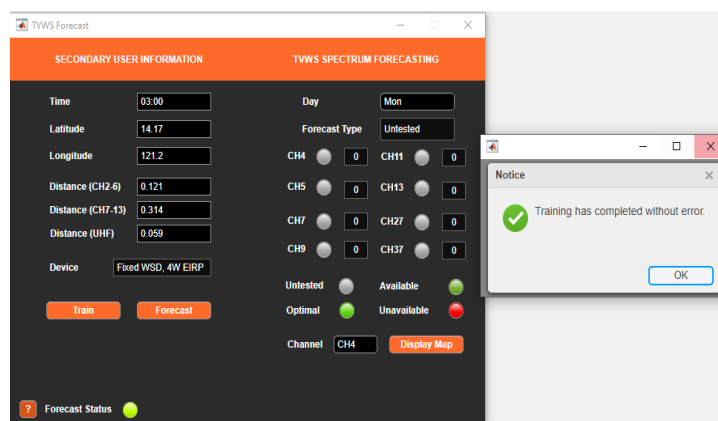 TVWS Forecast
SECONDARY USER INFORMATION
TVWS SPECTRUM FORECASTING
Time 03:00
Latitude 14.17
Longitude 121.2
Distance (CH2-6) 0.121
Distance (CH7-13) 0.314
Distance (UHF) 0.059
Device Fixed WSD, 4W EIRP
Train Forecast
Day Mon
Forecast Type Untested
CH4 0 CH11 0
CH5 0 CH13 0
CH7 0 CH27 0
CH9 0 CH37 0
Untested Available
Optimal Unavailable
Channel CH4 Display Map
? Forecast Status
Notice
Training has completed without error.
OK